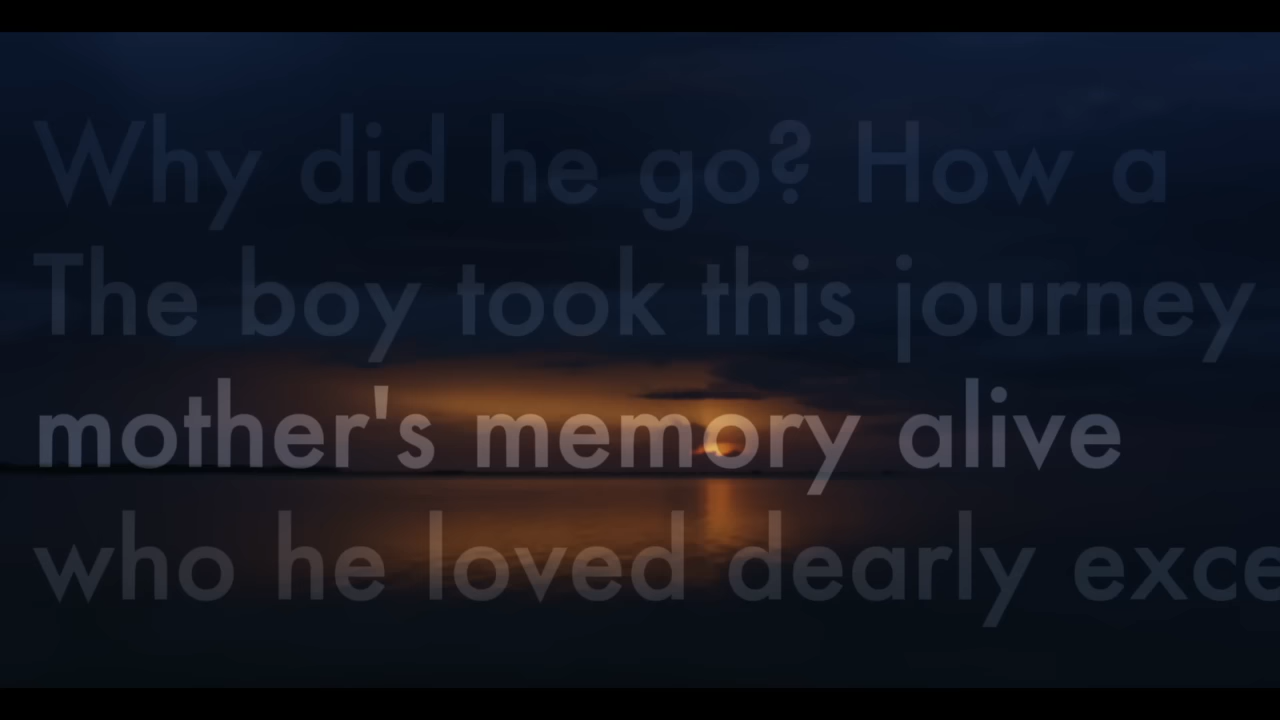 Why did he go? How a
The boy took this journey
mother's memory alive
who he loved dearly exce